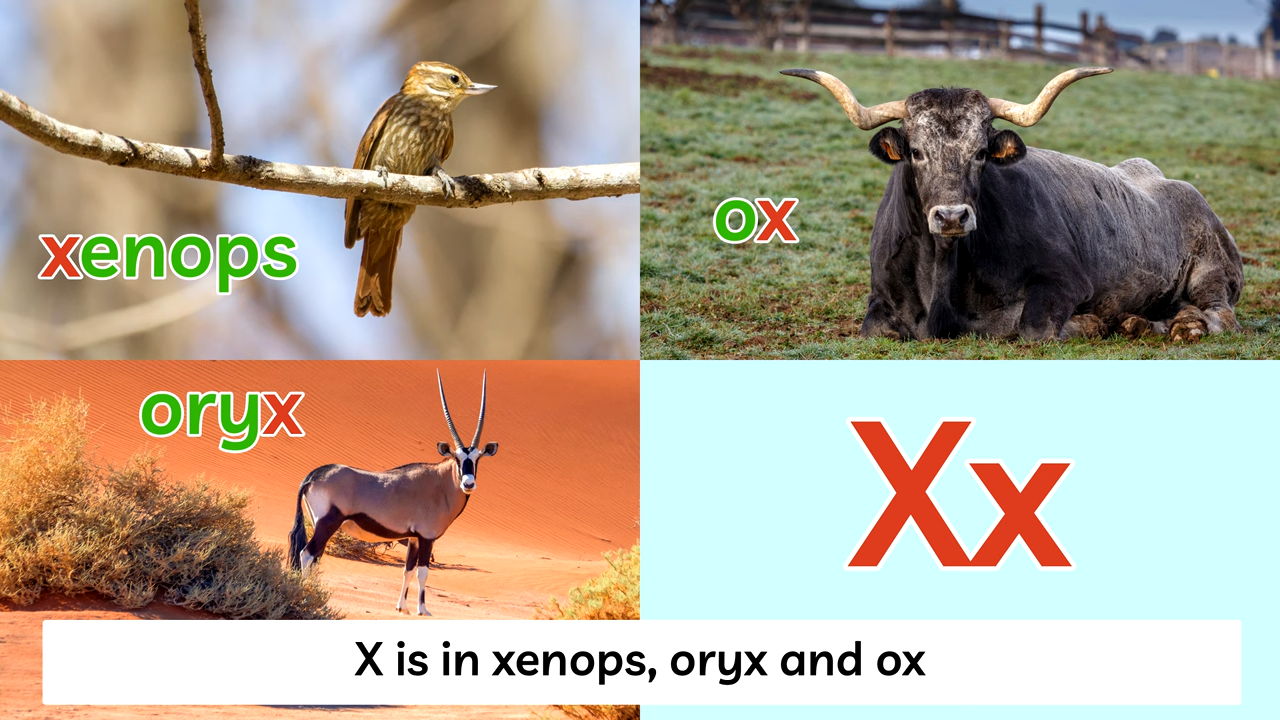 xenops
ox
oryx
Xx
X is in xenops, oryx and ox